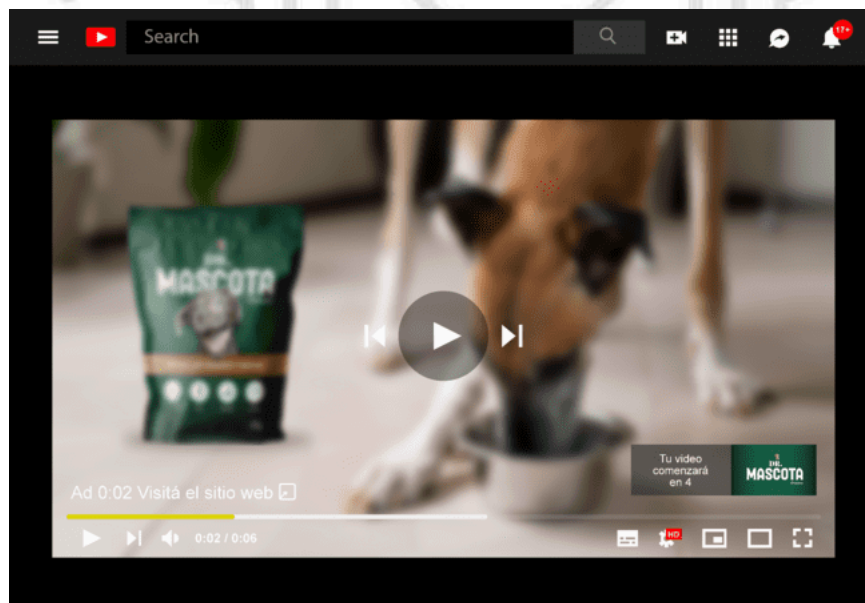 Search
17+
DR.
MASCOTA
Tu video
comenzará
en 4
DR.
MASCOTA
Ad 0:02 Visitá el sitio web
0:02 / 0:06
HD